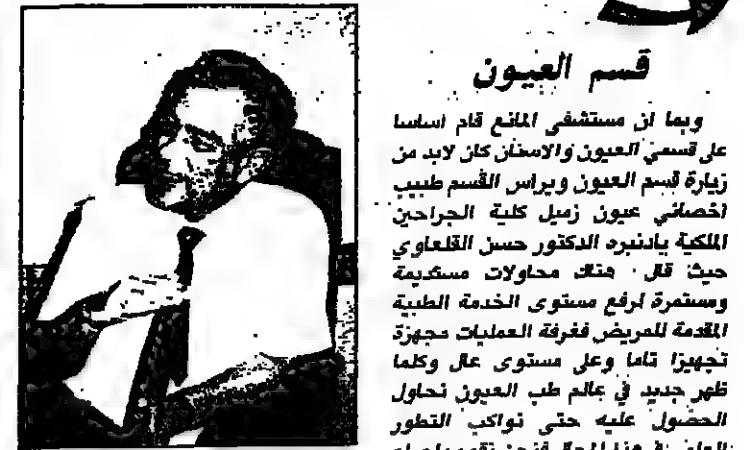 قسم العيون
وبما ان مستشفى المانع قام اساسا
على قسمي العيون والاسنان كان لابد من
زيارة قسم العيون ويراس القسم طبيب
اخصائي عيون زميل كلية الجراحين
الملكية بادنبره الدكتور حسن القلعاوي
حيث قال · هناك محاولات مستديمة
ومستمرة لرفع مستوى الخدمة الطبية
المقدمة للمريض فغرفة العمليات مجهزة
تجهيزا تاما وعلى مستوى عال وكلما
ظهر جديد في عالم طب العيون نحاول
الحصول عليه حتى نواكب التطور